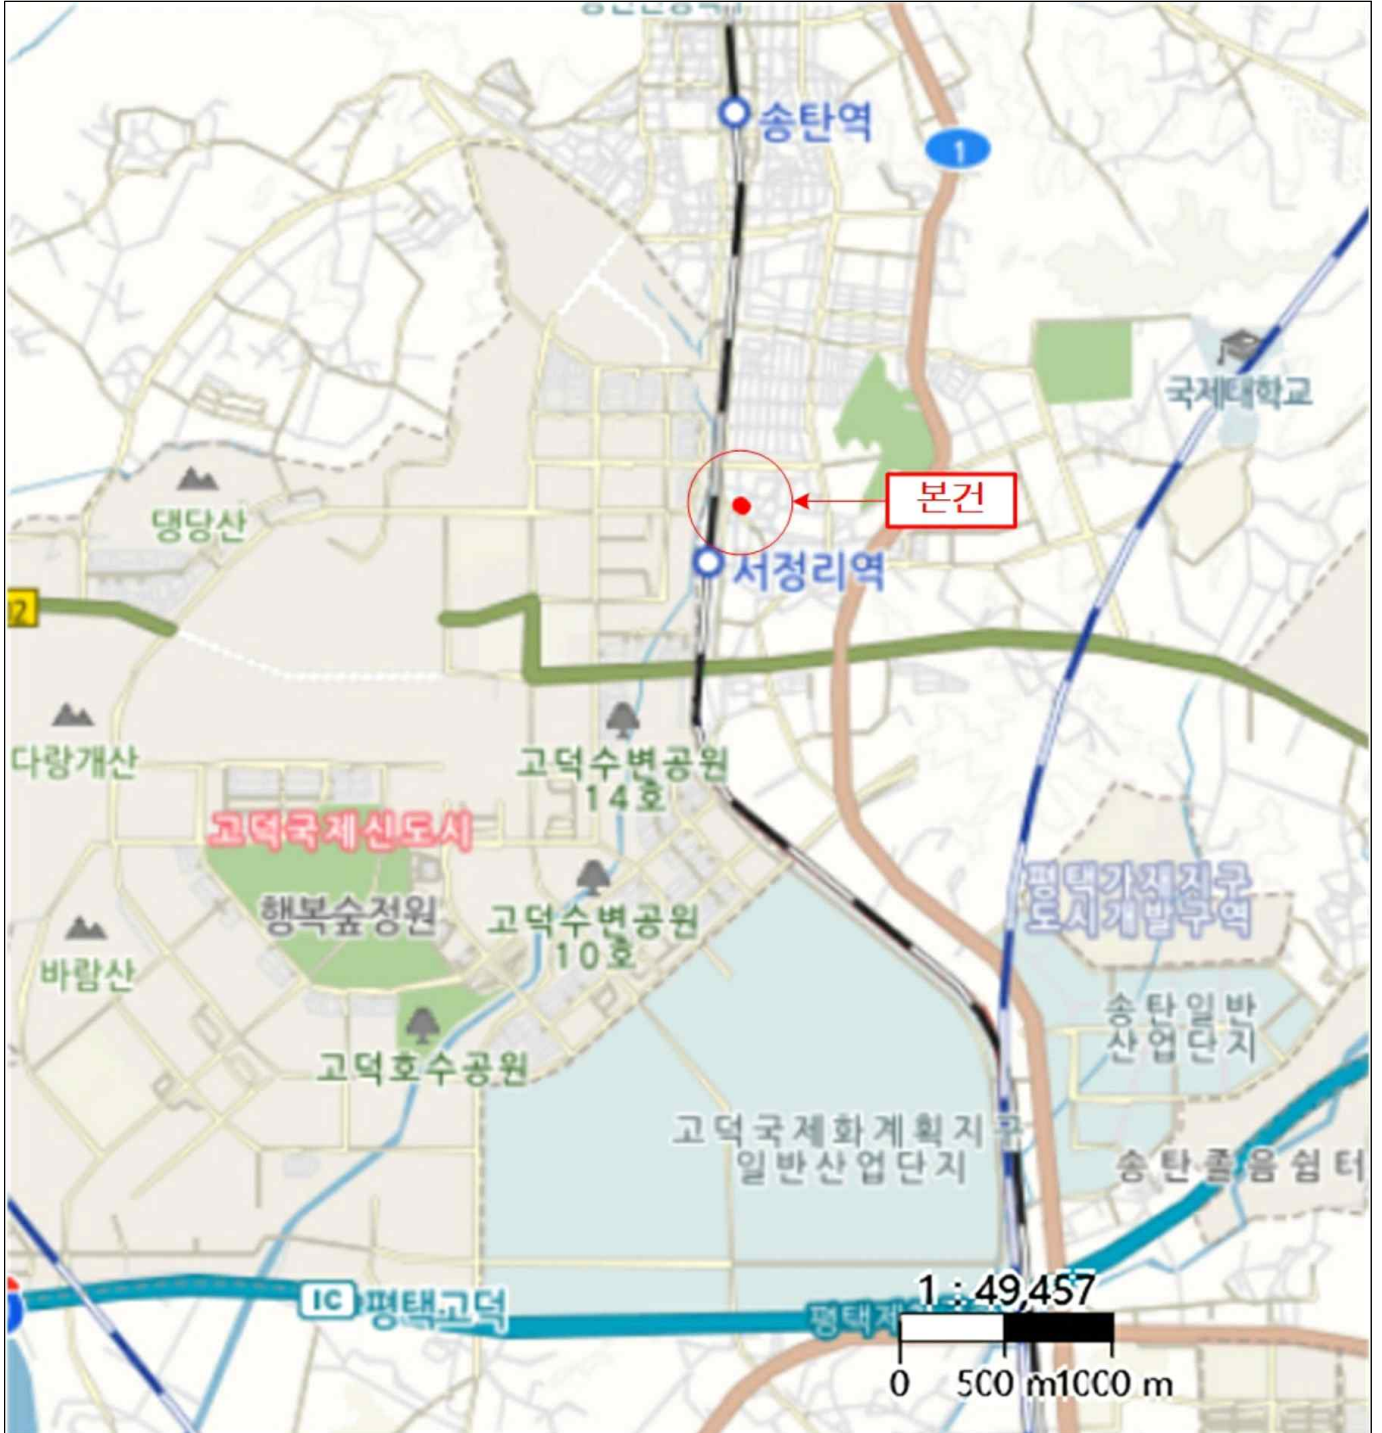 송탄역
1
국제대학교
본건
댕당산
서정리역
다랑개산
고덕수변공원
14호
고덕국제신도시
평택가재지구
도시개발구역
행복숲정원
고덕수변공원
10호
바람산
송탄일반
산업단지
고덕호수공원
고덕국제화계획지구
일반산업단지
송탄졸음쉼터
1 : 49,457
IC 평택고덕
평택제
0 500 m 1000 m